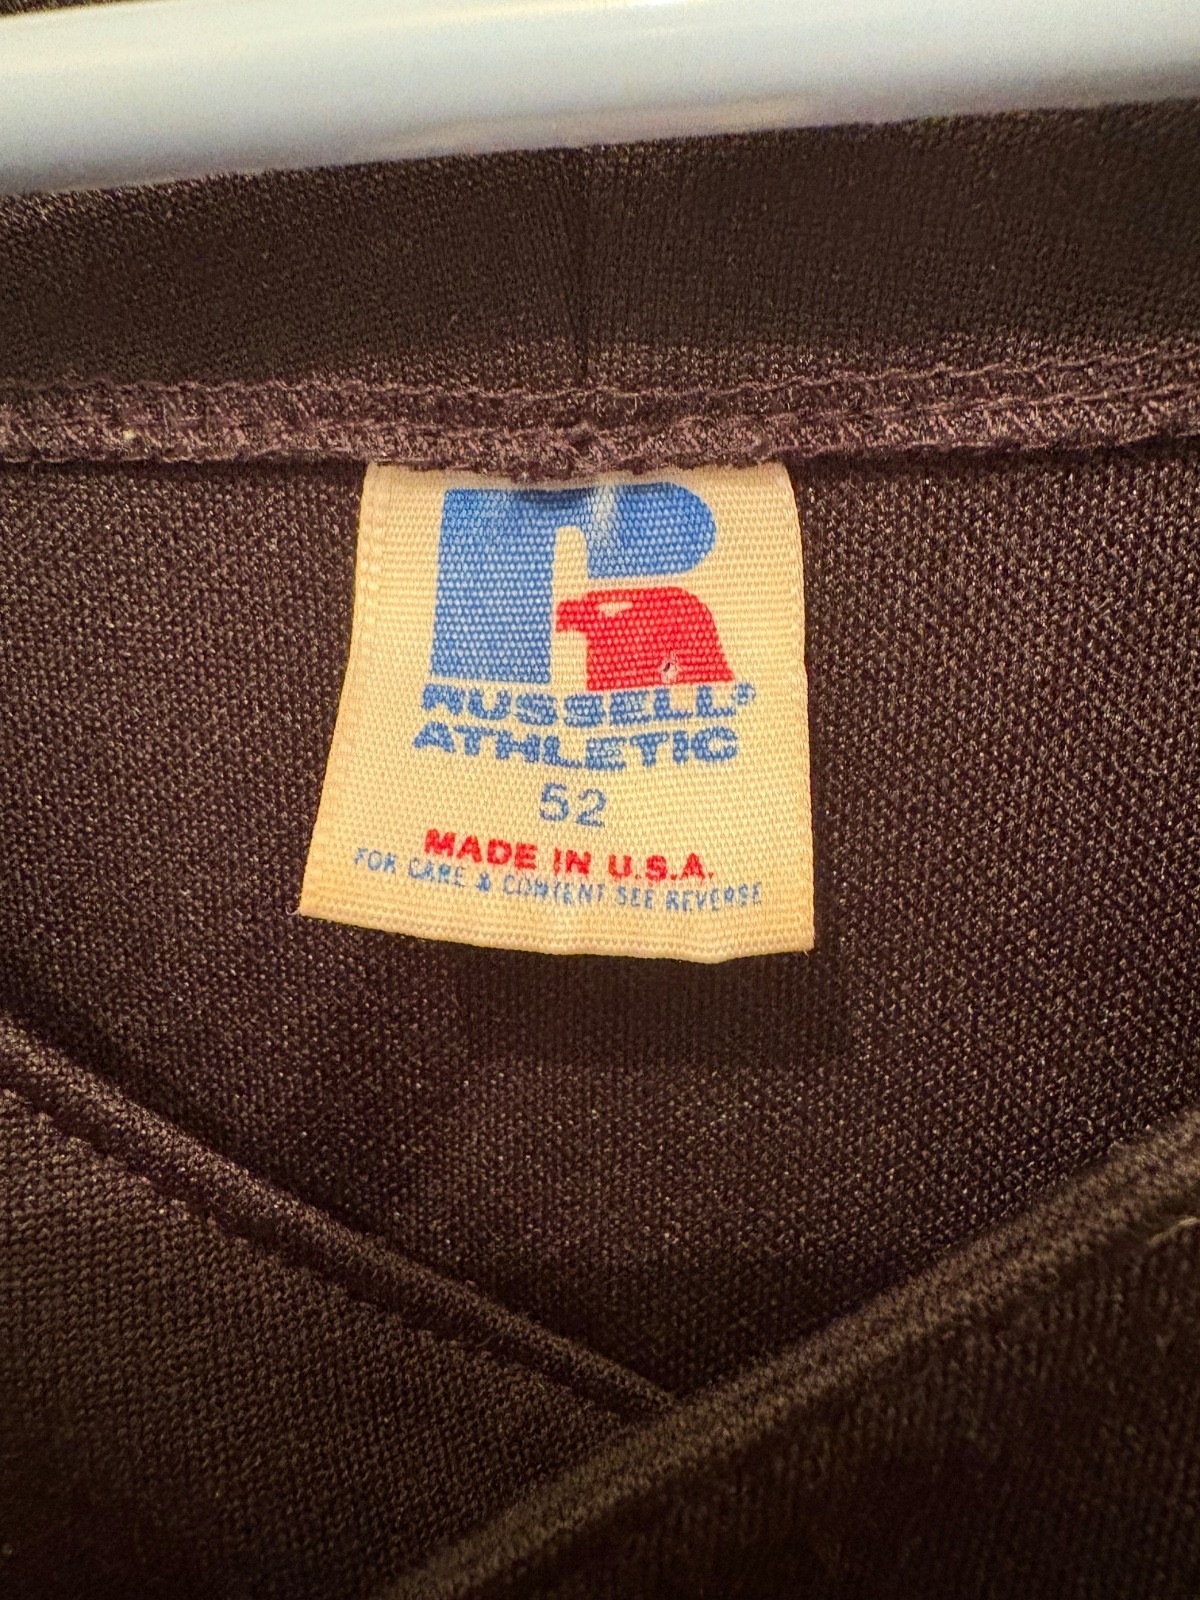 R
RUSSELL®
ATHLETIC
52
MADE IN U.S.A.
FOR CARE & CONTENT SEE REVERSE